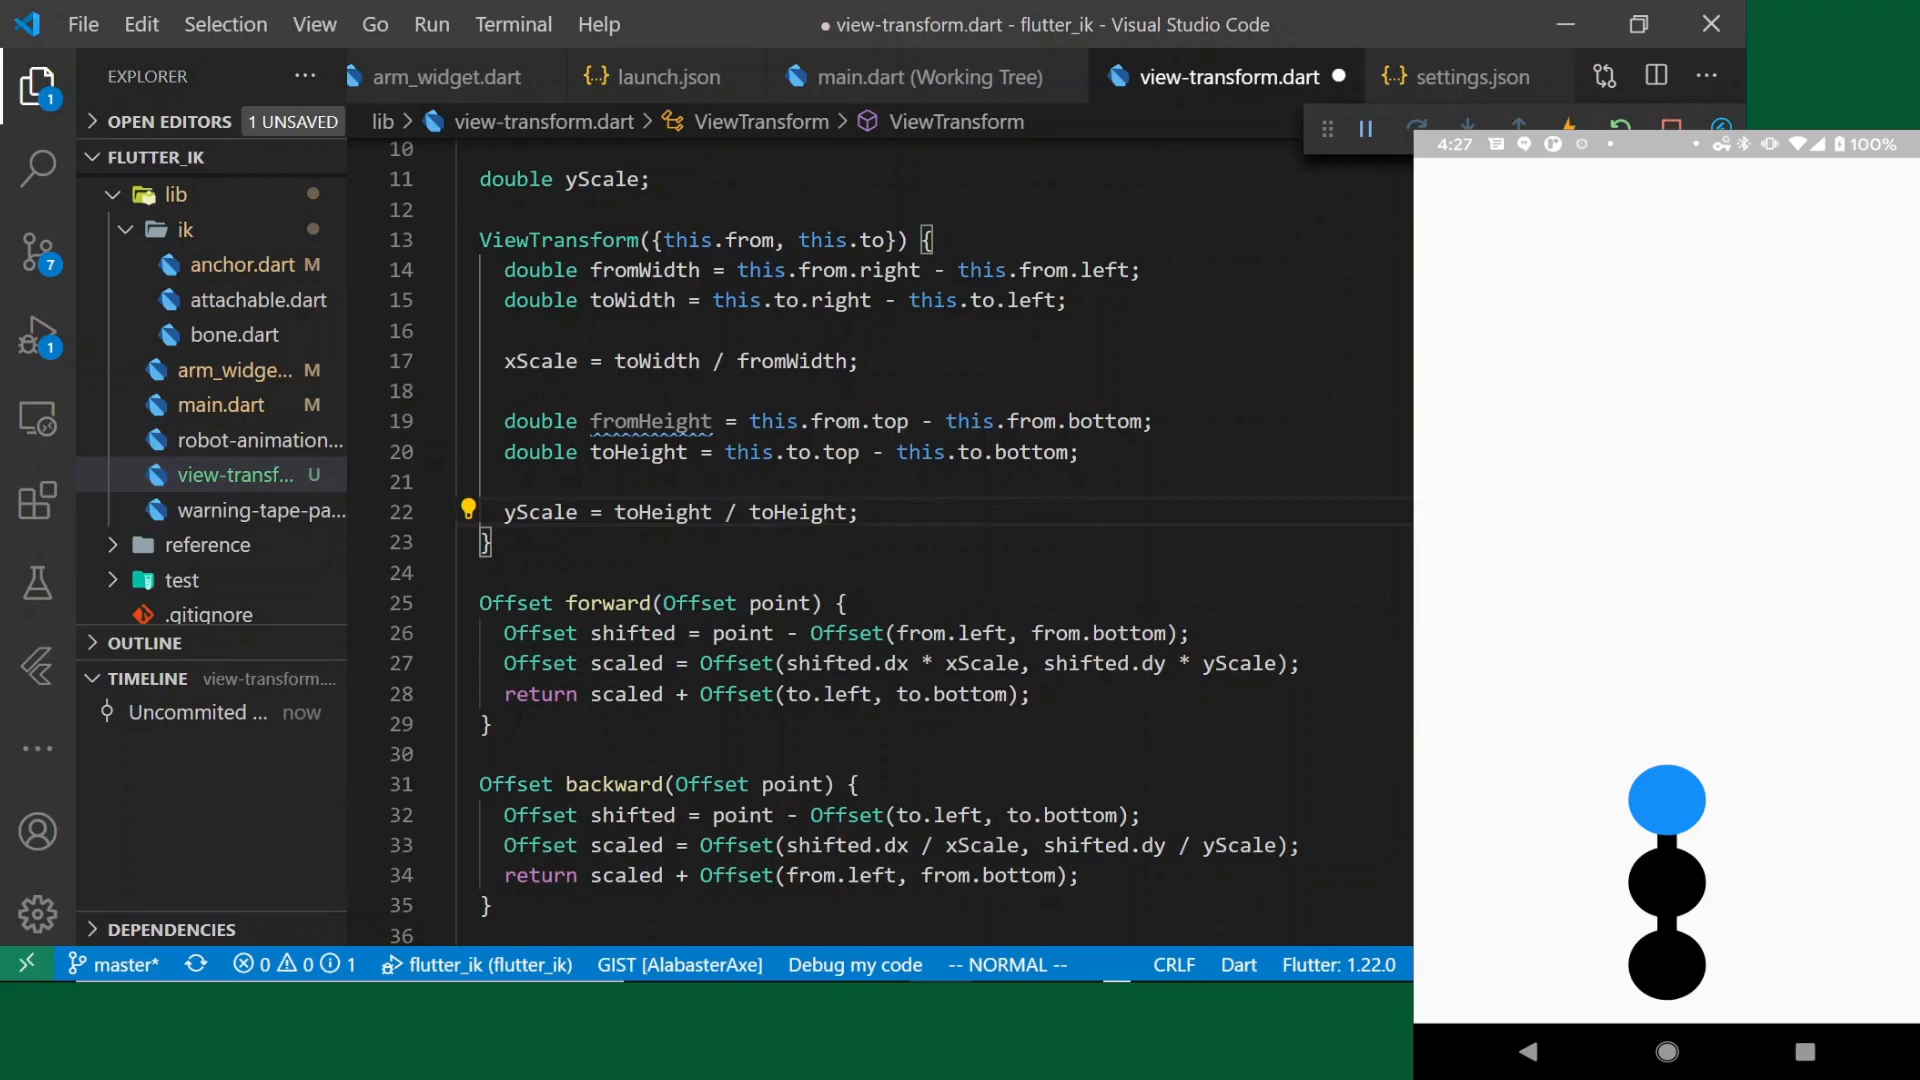 File Edit Selection View Go Run Terminal Help
● view-transform.dart - flutter_ik - Visual Studio Code
EXPLORER
arm_widget.dart
launch.json
main.dart (Working Tree)
view-transform.dart
settings.json
OPEN EDITORS 1 UNSAVED
lib > view-transform.dart > ViewTransform > ViewTransform
FLUTTER_IK
lib
ik
anchor.dart M
attachable.dart
bone.dart
arm_widge... M
main.dart M
robot-animation...
view-transf... U
warning-tape-pa...
reference
test
.gitignore
OUTLINE
TIMELINE view-transform....
Uncommited ... now
DEPENDENCIES
1
7
1
10
11 double yScale;
12
13 ViewTransform({this.from, this.to}) {
14 double fromWidth = this.from.right - this.from.left;
15 double toWidth = this.to.right - this.to.left;
16
17 xScale = toWidth / fromWidth;
18
19 double fromHeight = this.from.top - this.from.bottom;
20 double toHeight = this.to.top - this.to.bottom;
21
22 yScale = toHeight / toHeight;
23 }
24
25 Offset forward(Offset point) {
26 Offset shifted = point - Offset(from.left, from.bottom);
27 Offset scaled = Offset(shifted.dx * xScale, shifted.dy * yScale);
28 return scaled + Offset(to.left, to.bottom);
29 }
30
31 Offset backward(Offset point) {
32 Offset shifted = point - Offset(to.left, to.bottom);
33 Offset scaled = Offset(shifted.dx / xScale, shifted.dy / yScale);
34 return scaled + Offset(from.left, from.bottom);
35 }
36
master* 0 0 1 flutter_ik (flutter_ik) GIST [AlabasterAxe] Debug my code -- NORMAL -- CRLF Dart Flutter: 1.22.0
4:27 100%